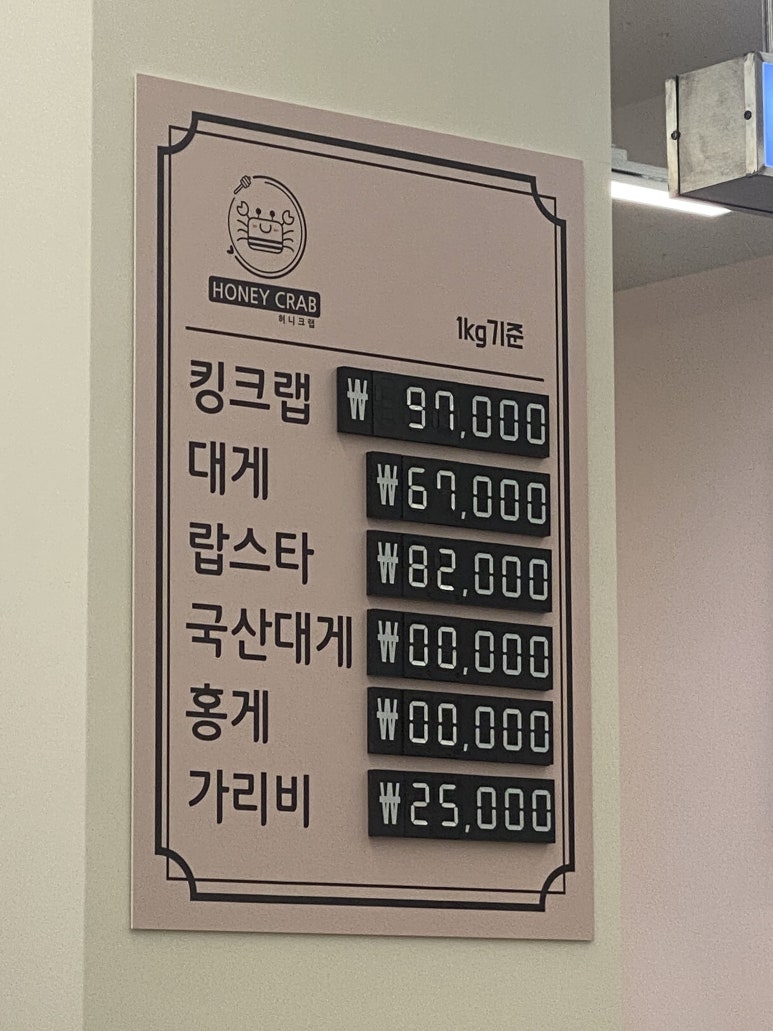 HONEY CRAB
허니크랩
1kg기준
킹크랩 ₩ 97,000
대게 ₩67,000
랍스타 ₩82,000
국산대게 ₩00,000
홍게 ₩00,000
가리비 ₩25,000